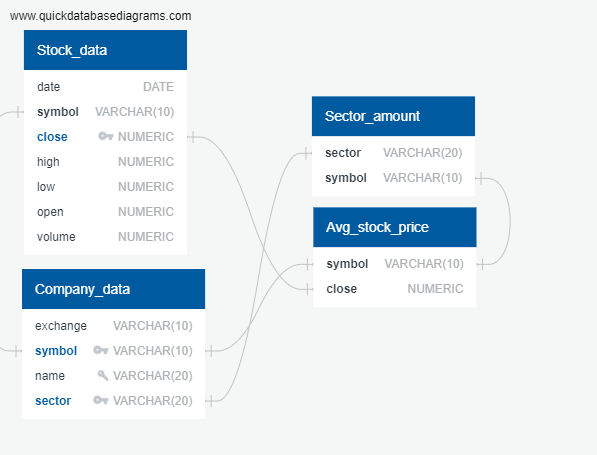 www.quickdatabasediagrams.com
Stock_data
date DATE
symbol VARCHAR(10)
close NUMERIC
high NUMERIC
low NUMERIC
open NUMERIC
volume NUMERIC
Company_data
exchange VARCHAR(10)
symbol VARCHAR(10)
name VARCHAR(20)
sector VARCHAR(20)
Sector_amount
sector VARCHAR(20)
symbol VARCHAR(10)
Avg_stock_price
symbol VARCHAR(10)
close NUMERIC